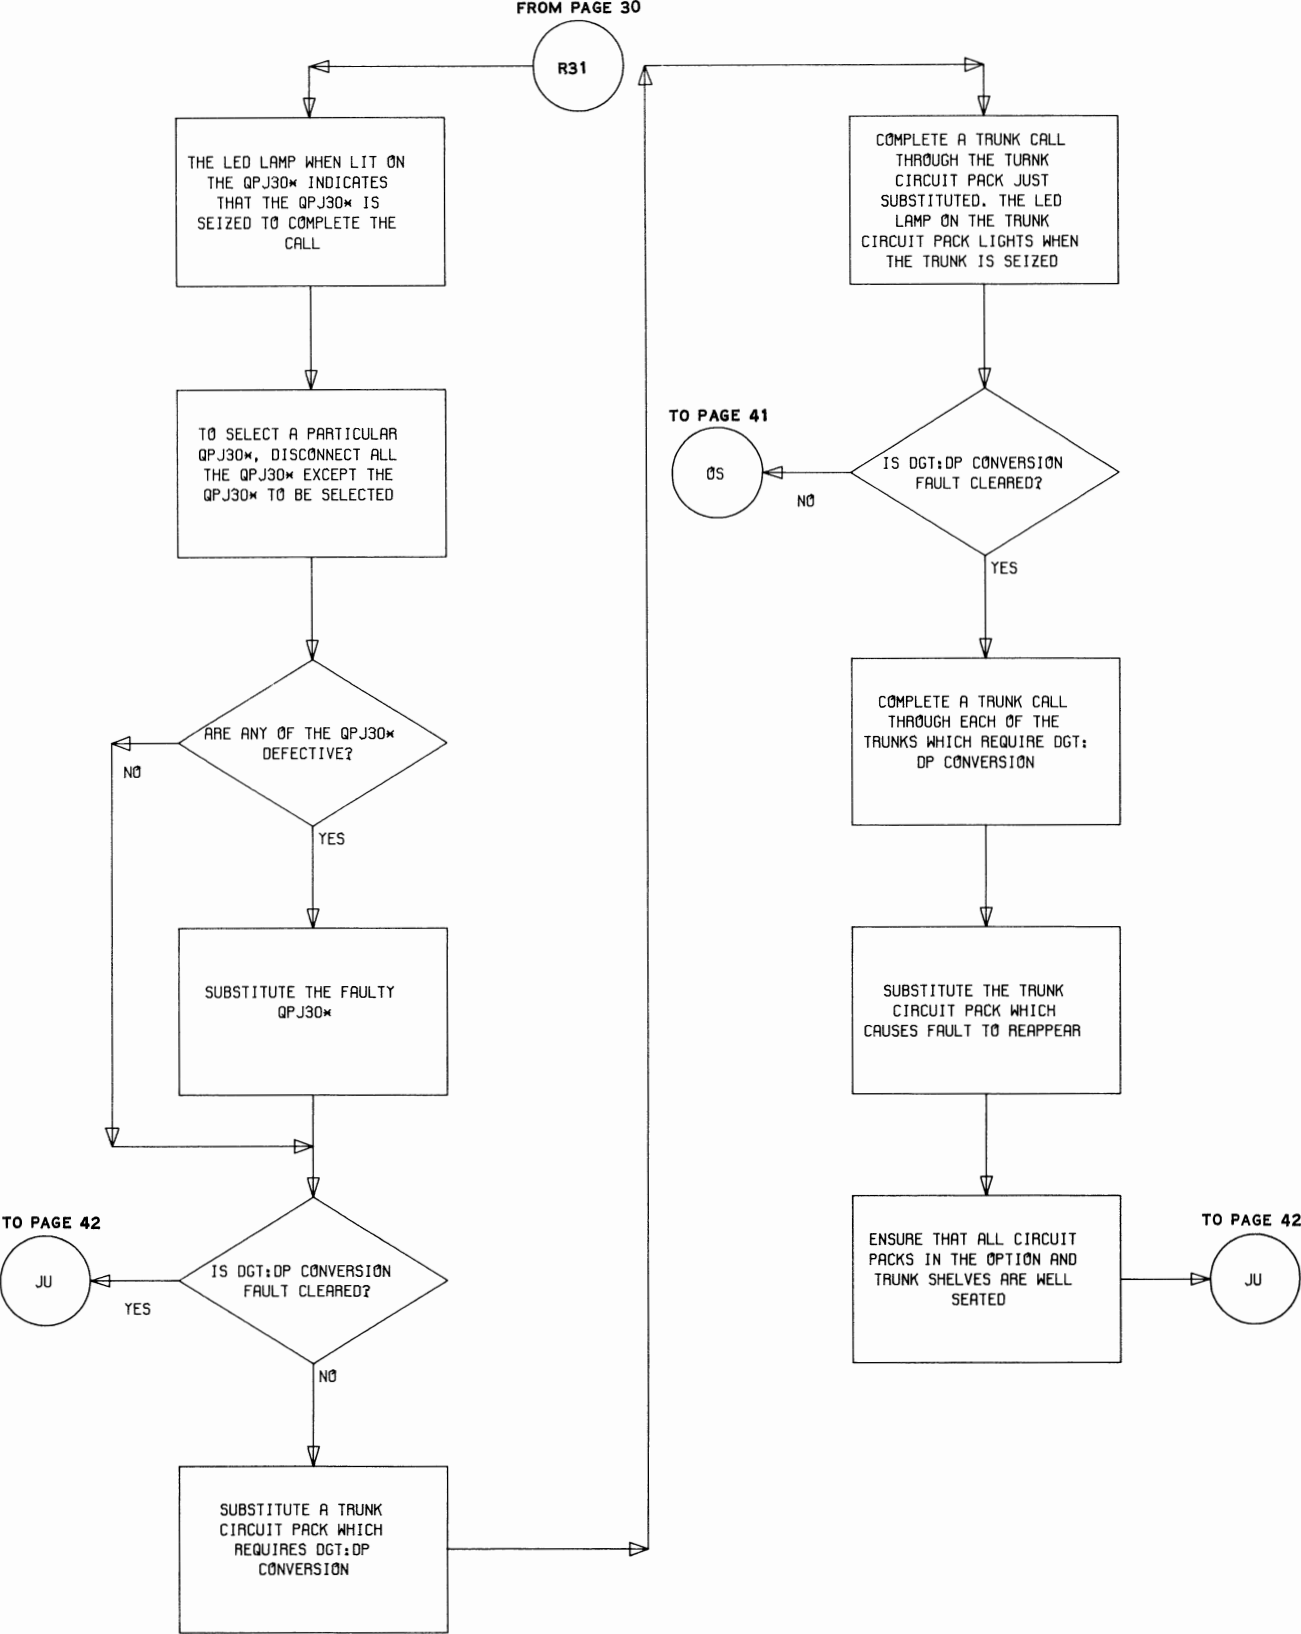 FROM PAGE 30
R31
THE LED LAMP WHEN LIT ON
THE QPJ30* INDICATES
THAT THE QPJ30* IS
SEIZED TO COMPLETE THE
CALL
TO SELECT A PARTICULAR
QPJ30*, DISCONNECT ALL
THE QPJ30* EXCEPT THE
QPJ30* TO BE SELECTED
ARE ANY OF THE QPJ30*
DEFECTIVE?
NO
YES
SUBSTITUTE THE FAULTY
QPJ30*
TO PAGE 42
JU
IS DGT:DP CONVERSION
FAULT CLEARED?
YES
NO
SUBSTITUTE A TRUNK
CIRCUIT PACK WHICH
REQUIRES DGT:DP
CONVERSION
COMPLETE A TRUNK CALL
THROUGH THE TURNK
CIRCUIT PACK JUST
SUBSTITUTED. THE LED
LAMP ON THE TRUNK
CIRCUIT PACK LIGHTS WHEN
THE TRUNK IS SEIZED
TO PAGE 41
OS
IS DGT:DP CONVERSION
FAULT CLEARED?
NO
YES
COMPLETE A TRUNK CALL
THROUGH EACH OF THE
TRUNKS WHICH REQUIRE DGT:
DP CONVERSION
SUBSTITUTE THE TRUNK
CIRCUIT PACK WHICH
CAUSES FAULT TO REAPPEAR
ENSURE THAT ALL CIRCUIT
PACKS IN THE OPTION AND
TRUNK SHELVES ARE WELL
SEATED
TO PAGE 42
JU